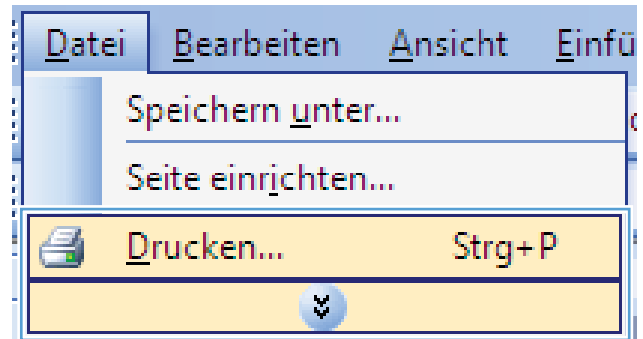 Datei Bearbeiten Ansicht Einfü
Speichern unter...
Seite einrichten...
Drucken... Strg+P